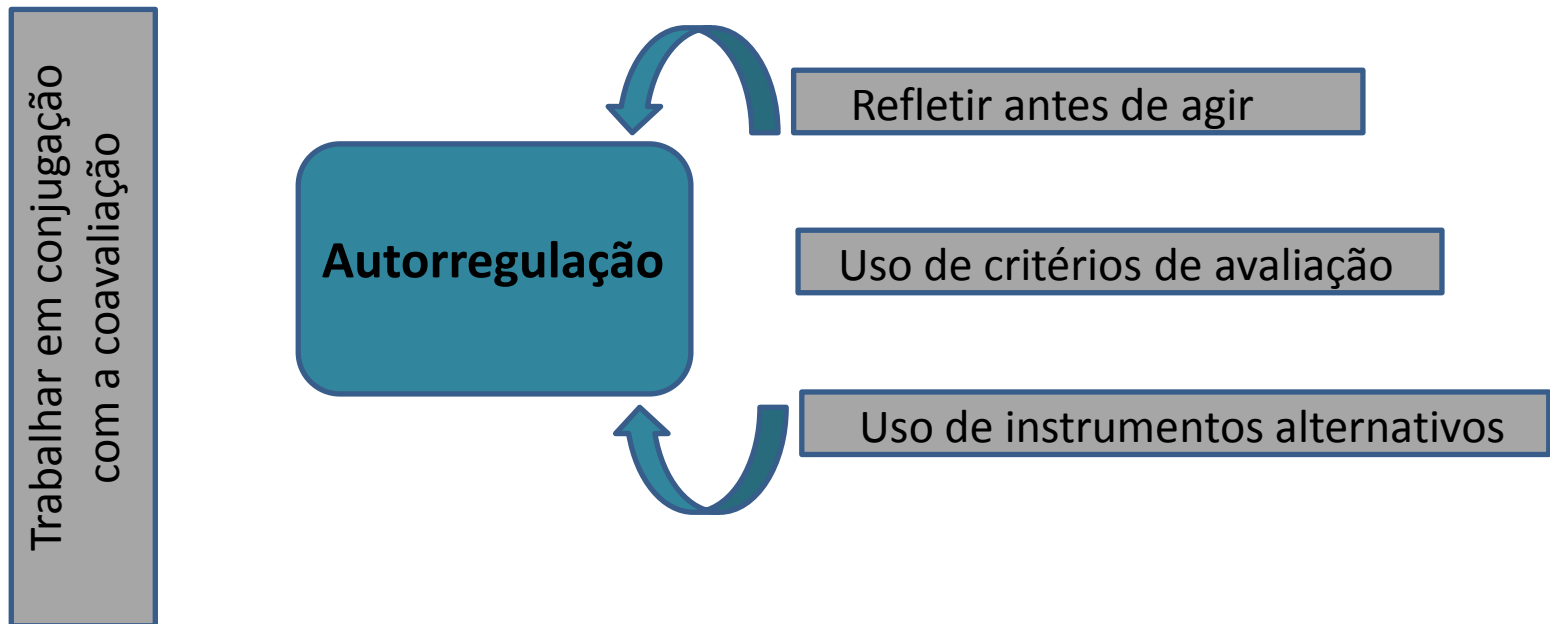 Trabalhar em conjugação
com a coavaliação
Autorregulação
Refletir antes de agir
Uso de critérios de avaliação
Uso de instrumentos alternativos